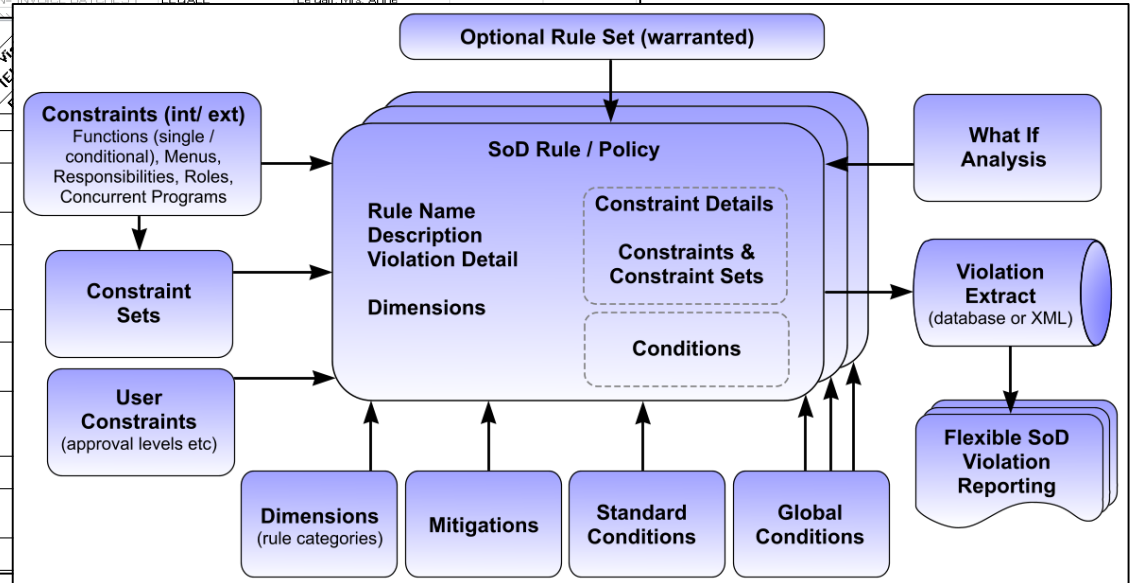 Optional Rule Set (warranted)
Constraints (int/ ext)
Functions (single /
conditional), Menus,
Responsibilities, Roles,
Concurrent Programs
SoD Rule / Policy
What If
Analysis
Rule Name
Description
Violation Detail
Dimensions
Constraint Details
Constraints &
Constraint Sets
Conditions
Constraint
Sets
Violation
Extract
(database or XML)
User
Constraints
(approval levels etc)
Flexible SoD
Violation
Reporting
Dimensions
(rule categories)
Mitigations
Standard
Conditions
Global
Conditions